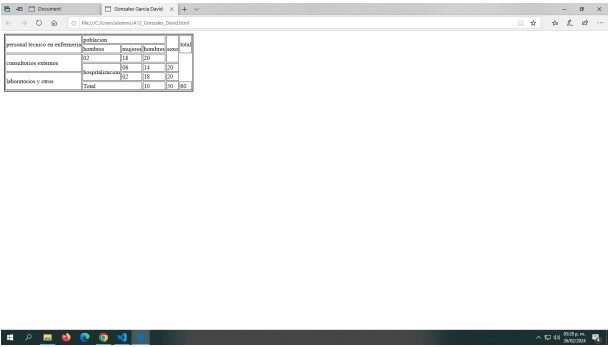 Document
Gonzales Garcia David
file:///C:/Users/alumno/A12_Gonzales_David.html
personal tecnico en enfermeria poblacion sexo total
hombres mujeres hombres
consultorios externos 02 18 20
hospitalizacion 06 14 20
laboratorios y otros 02 18 20
Total 10 50 60
09:28 p. m.
26/02/2024